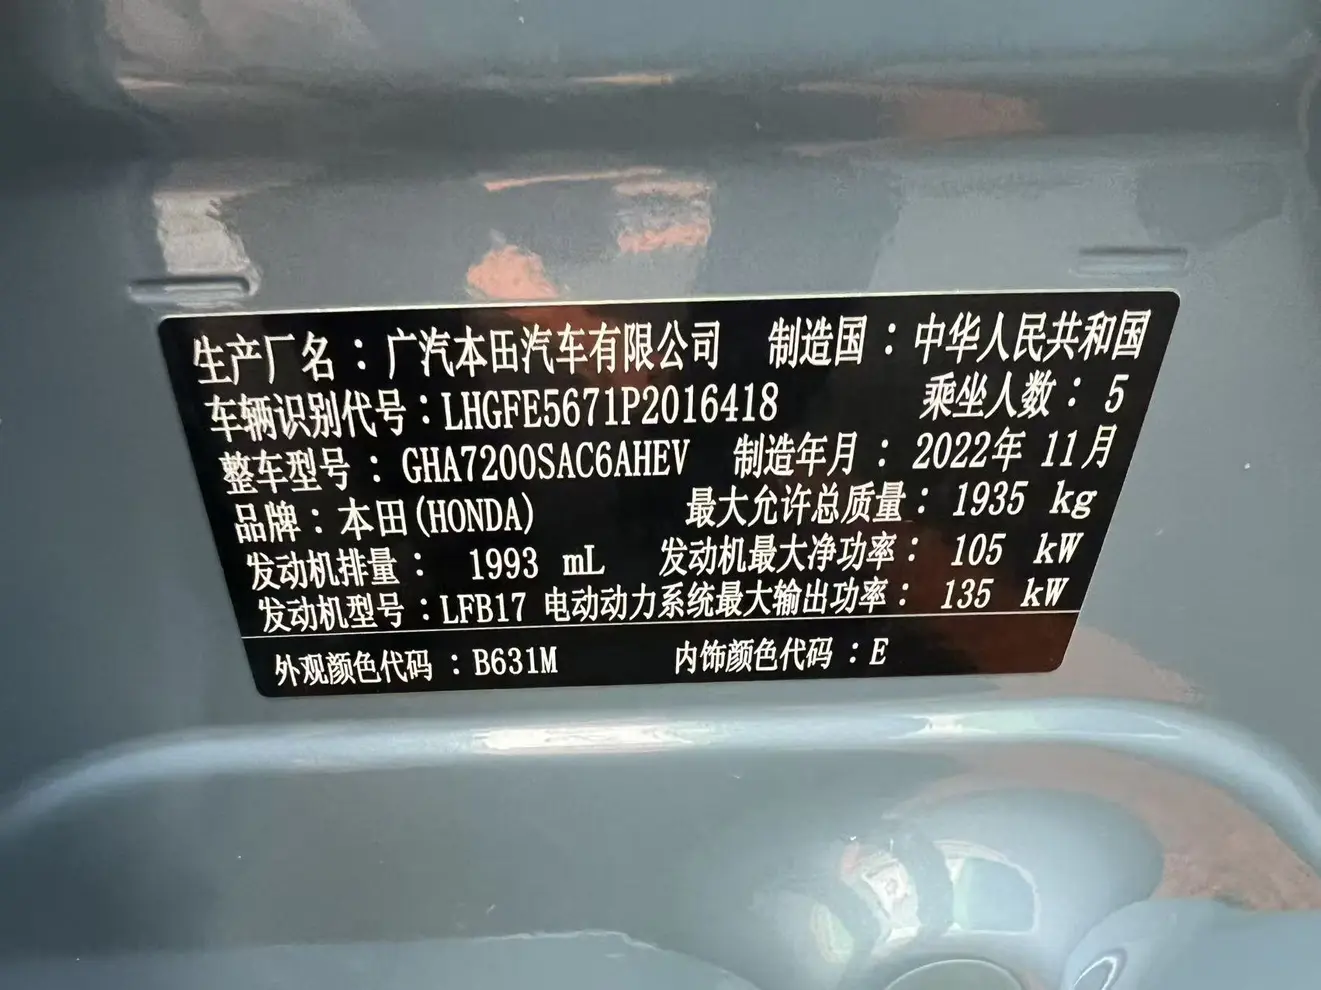 生产厂名：广汽本田汽车有限公司 制造国：中华人民共和国
车辆识别代号：LHGFE5671P2016418 乘坐人数：5
整车型号：GHA7200SAC6AHEV 制造年月：2022年 11月
品牌：本田(HONDA) 最大允许总质量：1935 kg
发动机排量： 1993 mL 发动机最大净功率： 105 kW
发动机型号：LFB17 电动动力系统最大输出功率： 135 kW
外观颜色代码 ：B631M 内饰颜色代码 ：E